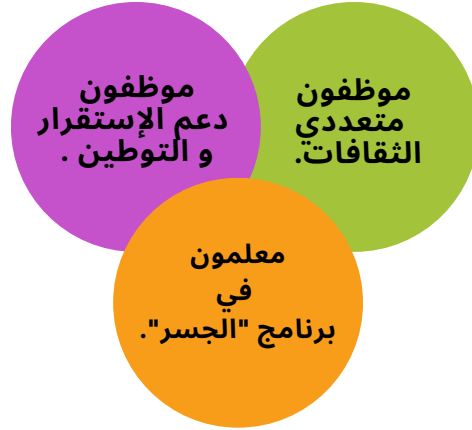 موظفون
متعددي
الثقافات.
موظفون
دعم الإستقرار
و التوطين .
معلمون
في
برنامج "الجسر".